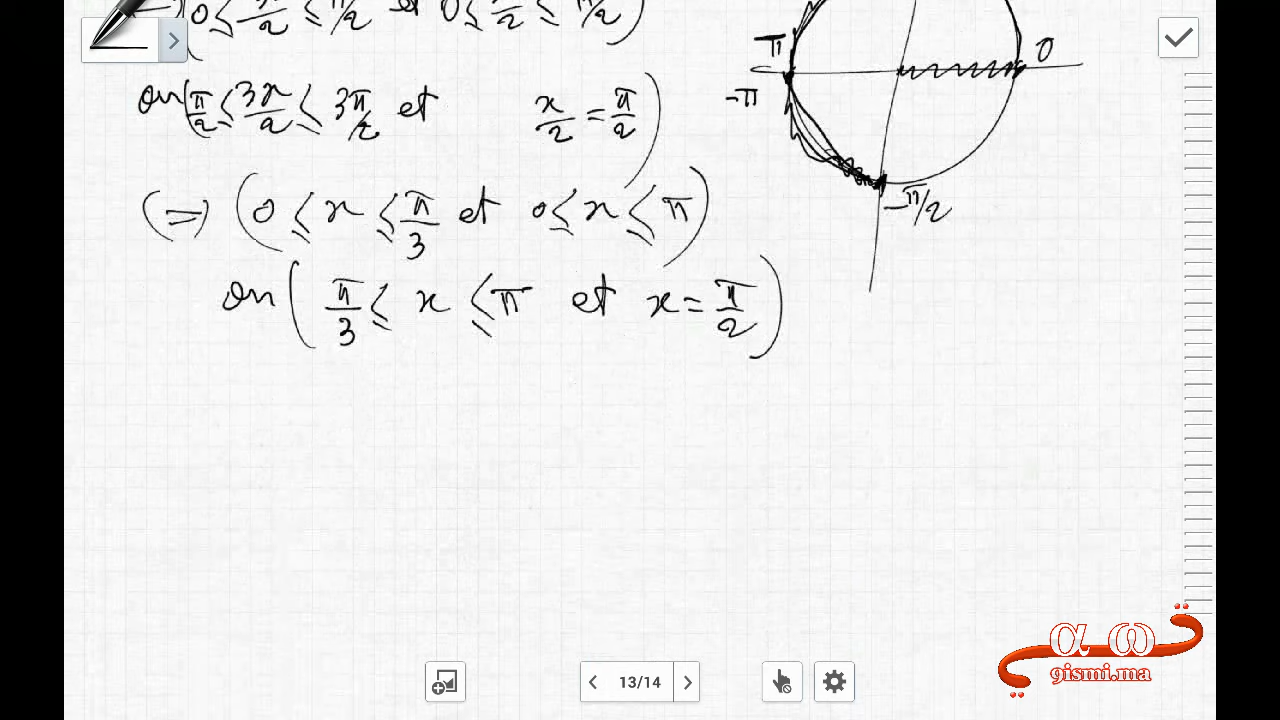 0 ≤ 3x/2 ≤ π/2 et 0 ≤ x/2 ≤ π/2)
ou (π/2 ≤ 3x/2 ≤ 3π/2 et x/2 = π/2)
(=) (0 ≤ x ≤ π/3 et 0 ≤ x ≤ π)
ou (π/3 ≤ x ≤ π et x = π/2)
π
0
-π
-π/2
13/14
α ω
9ismi.ma